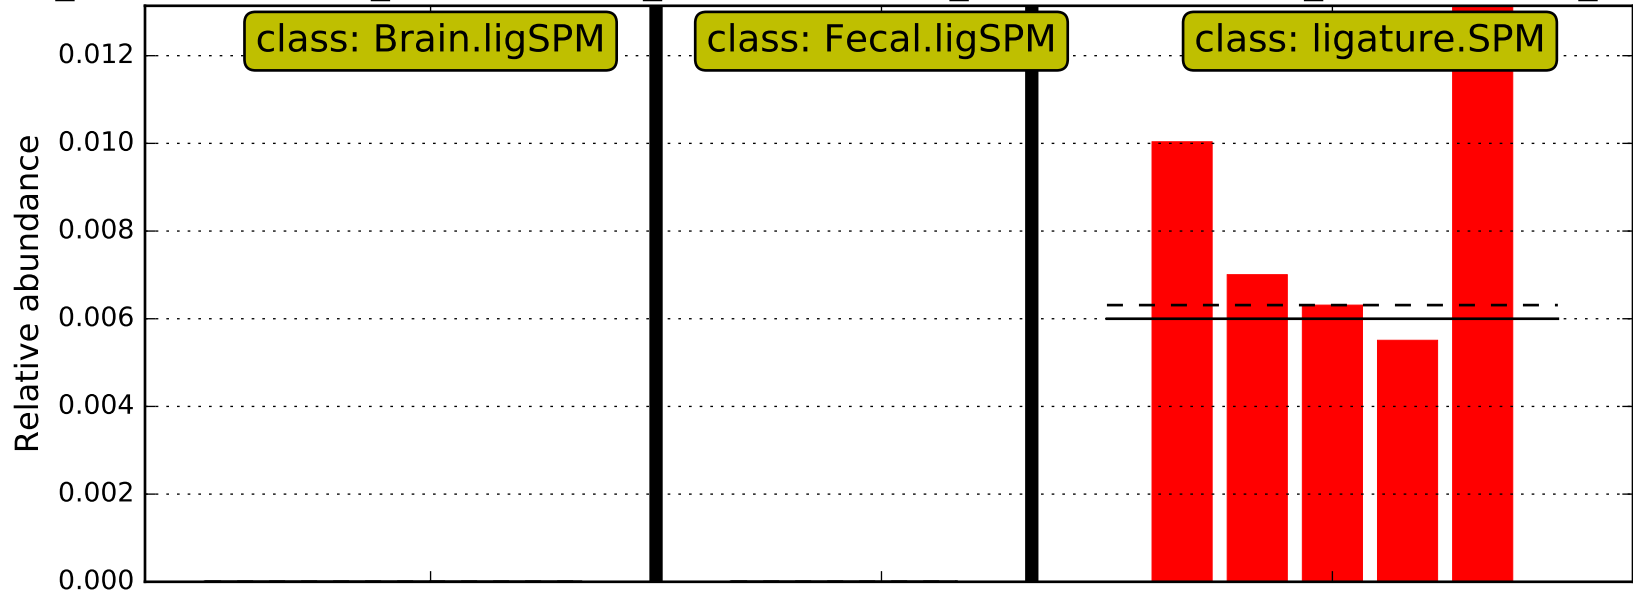 class: Brain.ligSPM
class: Fecal.ligSPM
class: ligature.SPM
Relative abundance
0.012
0.010
0.008
0.006
0.004
0.002
0.000